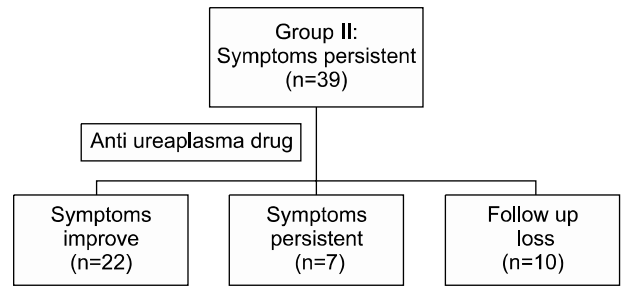 Group II:
Symptoms persistent
(n=39)
Anti ureaplasma drug
Symptoms
improve
(n=22)
Symptoms
persistent
(n=7)
Follow up
loss
(n=10)